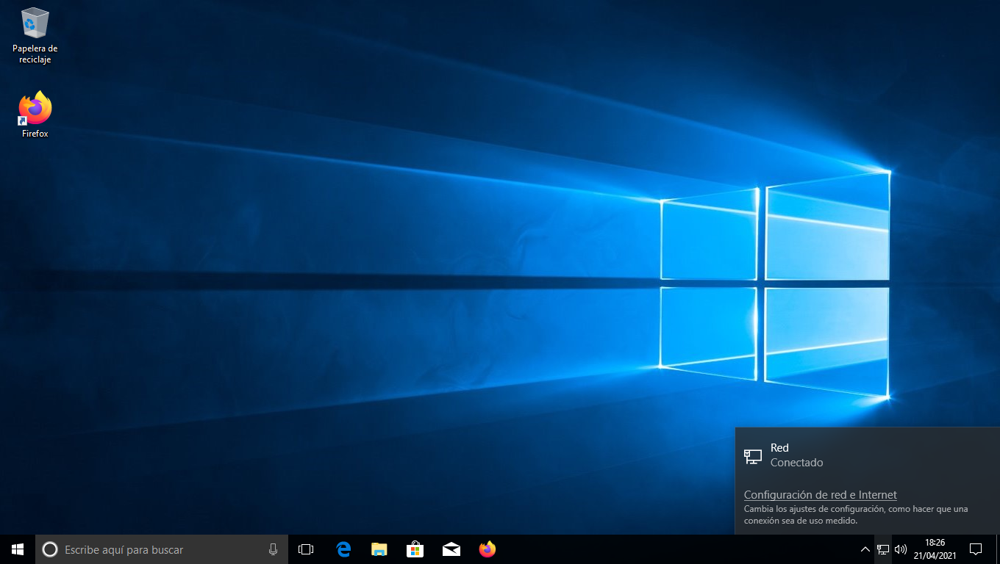 Papelera de
reciclaje
Firefox
Red
Conectado
Configuración de red e Internet
Cambia los ajustes de configuración, como hacer que una
conexión sea de uso medido.
Escribe aquí para buscar
18:26
21/04/2021